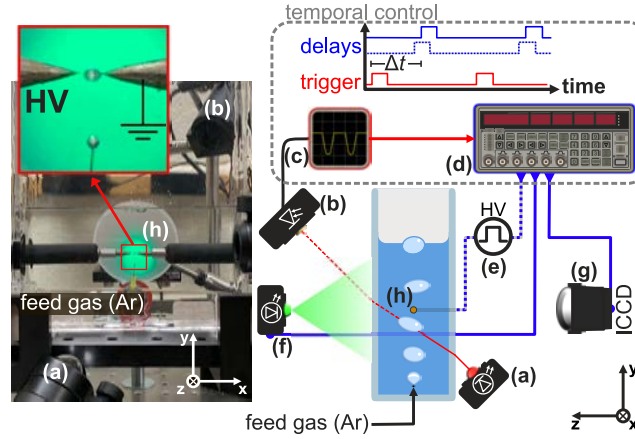 temporal control
delays
Δt
trigger
time
HV
(b)
(h)
feed gas (Ar)
(a)
y
z
x
(c)
(d)
(b)
HV
(e)
(h)
(g)
ICCD
(f)
(a)
feed gas (Ar)
y
z
x